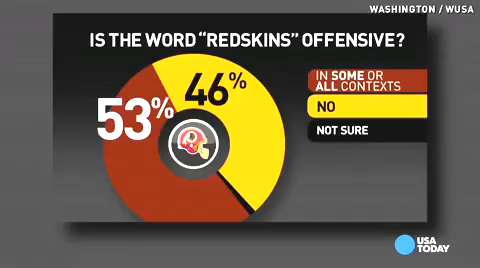 WASHINGTON / WUSA
IS THE WORD “REDSKINS” OFFENSIVE?
53%
46%
IN SOME OR
ALL CONTEXTS
NO
NOT SURE
USA
TODAY